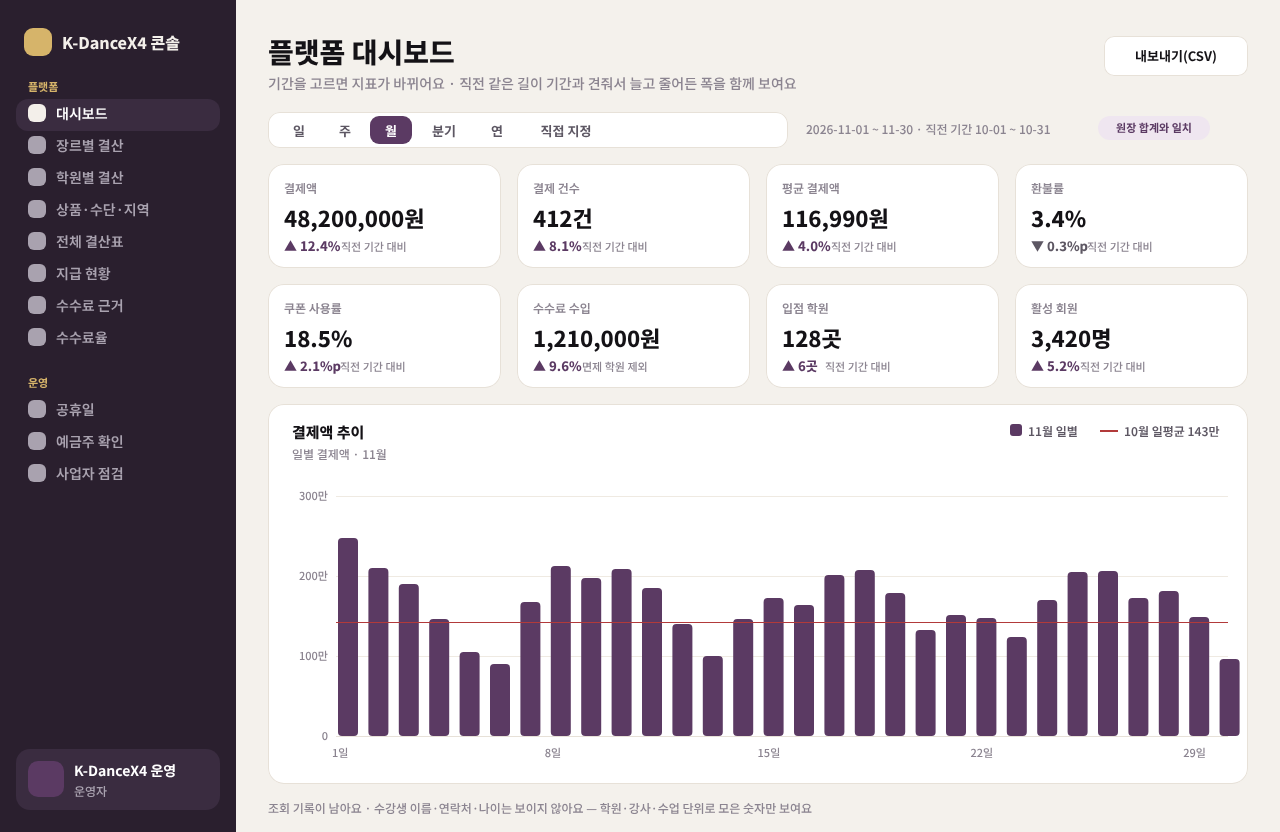 K-DanceX4 콘솔
플랫폼
대시보드
장르별 결산
학원별 결산
상품·수단·지역
전체 결산표
지급 현황
수수료 근거
수수료율
운영
공휴일
예금주 확인
사업자 점검
K-DanceX4 운영
운영자
플랫폼 대시보드
기간을 고르면 지표가 바뀌어요 · 직전 같은 길이 기간과 견줘서 늘고 줄어든 폭을 함께 보여요
내보내기(CSV)
일 주 월 분기 연 직접 지정
2026-11-01 ~ 11-30 · 직전 기간 10-01 ~ 10-31
원장 합계와 일치
결제액
48,200,000원
▲ 12.4% 직전 기간 대비
결제 건수
412건
▲ 8.1% 직전 기간 대비
평균 결제액
116,990원
▲ 4.0% 직전 기간 대비
환불률
3.4%
▼ 0.3%p 직전 기간 대비
쿠폰 사용률
18.5%
▲ 2.1%p 직전 기간 대비
수수료 수입
1,210,000원
▲ 9.6% 면제 학원 제외
입점 학원
128곳
▲ 6곳 직전 기간 대비
활성 회원
3,420명
▲ 5.2% 직전 기간 대비
결제액 추이
일별 결제액 · 11월
11월 일별
10월 일평균 143만
300만
200만
100만
0
1일 8일 15일 22일 29일
조회 기록이 남아요 · 수강생 이름·연락처·나이는 보이지 않아요 — 학원·강사·수업 단위로 모은 숫자만 보여요